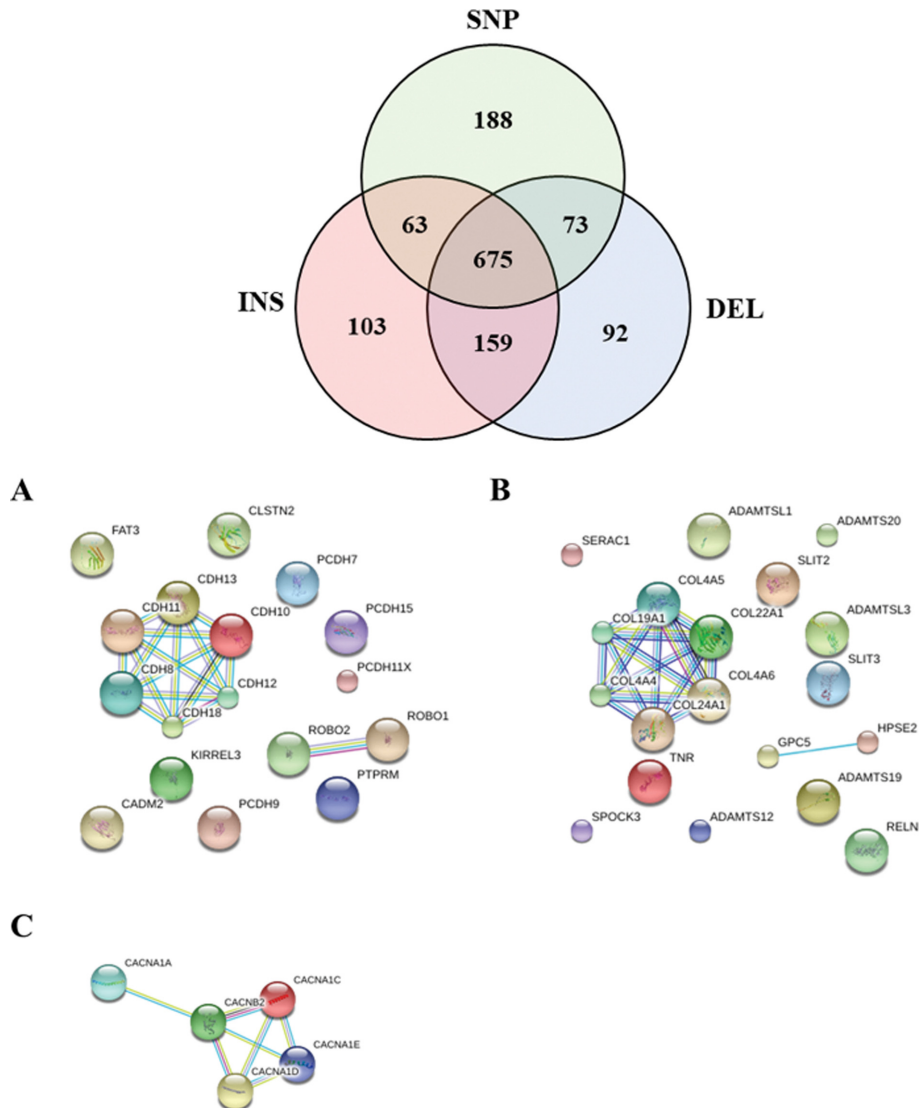 SNP
188
63
73
675
INS
DEL
103
159
92
A
B
FAT3
CLSTN2
CDH13
PCDH7
CDH11
CDH10
PCDH15
CDH8
CDH12
PCDH11X
CDH18
ROBO2
ROBO1
KIRREL3
PTPRM
CADM2
PCDH9
SERAC1
ADAMTSL1
ADAMTS20
COL4A5
SLIT2
COL19A1
COL22A1
ADAMTSL3
COL4A4
COL4A6
SLIT3
COL24A1
GPC5
HPSE2
TNR
ADAMTS19
SPOCK3
ADAMTS12
RELN
C
CACNA1A
CACNA1C
CACNB2
CACNA1E
CACNA1D